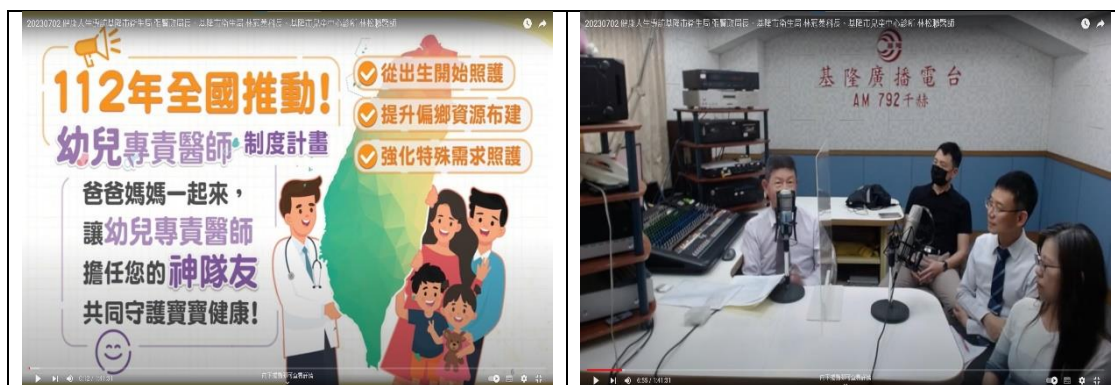 112年全國推動!
幼兒專責醫師制度計畫
從出生開始照護
提升偏鄉資源布建
強化特殊需求照護
爸爸媽媽一起來，
讓幼兒專責醫師
擔任您的神隊友
共同守護寶寶健康!
基隆廣播電台
AM 792千赫